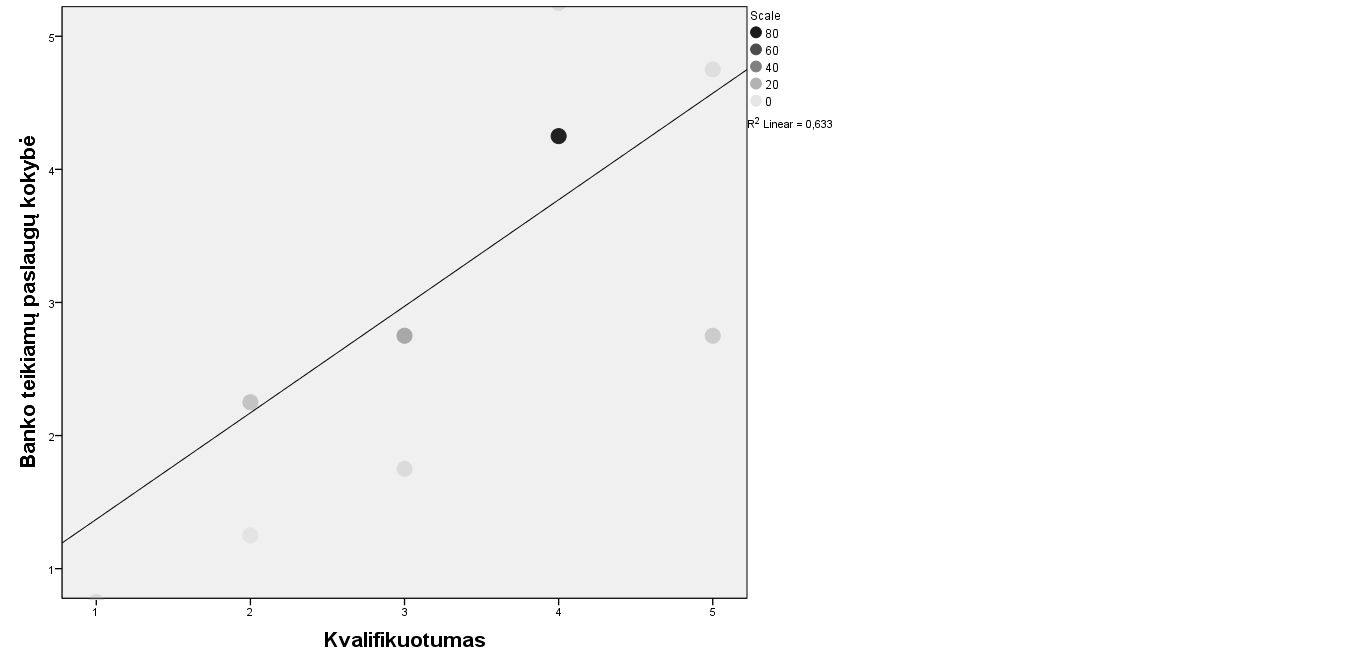 Scale
80
60
40
20
0
R² Linear = 0,633
Banko teikiamų paslaugų kokybė
5
4
3
2
1
1 2 3 4 5
Kvalifikuotumas